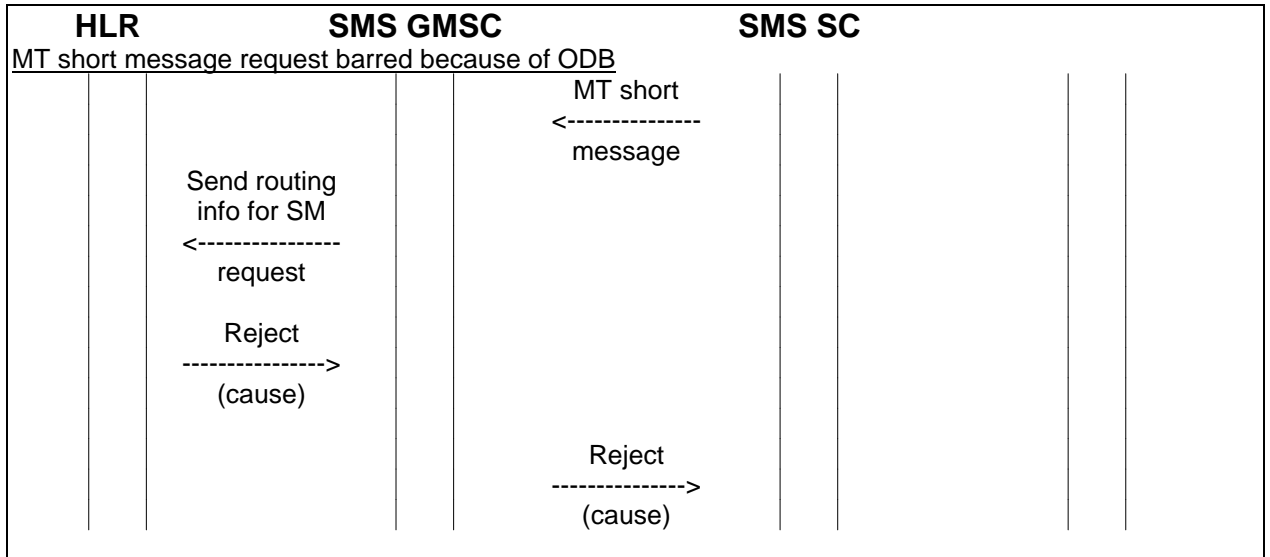 HLR SMS GMSC SMS SC
MT short message request barred because of ODB
MT short
<---------------
message
Send routing
info for SM
<----------------
request
Reject
---------------->
(cause)
Reject
--------------->
(cause)